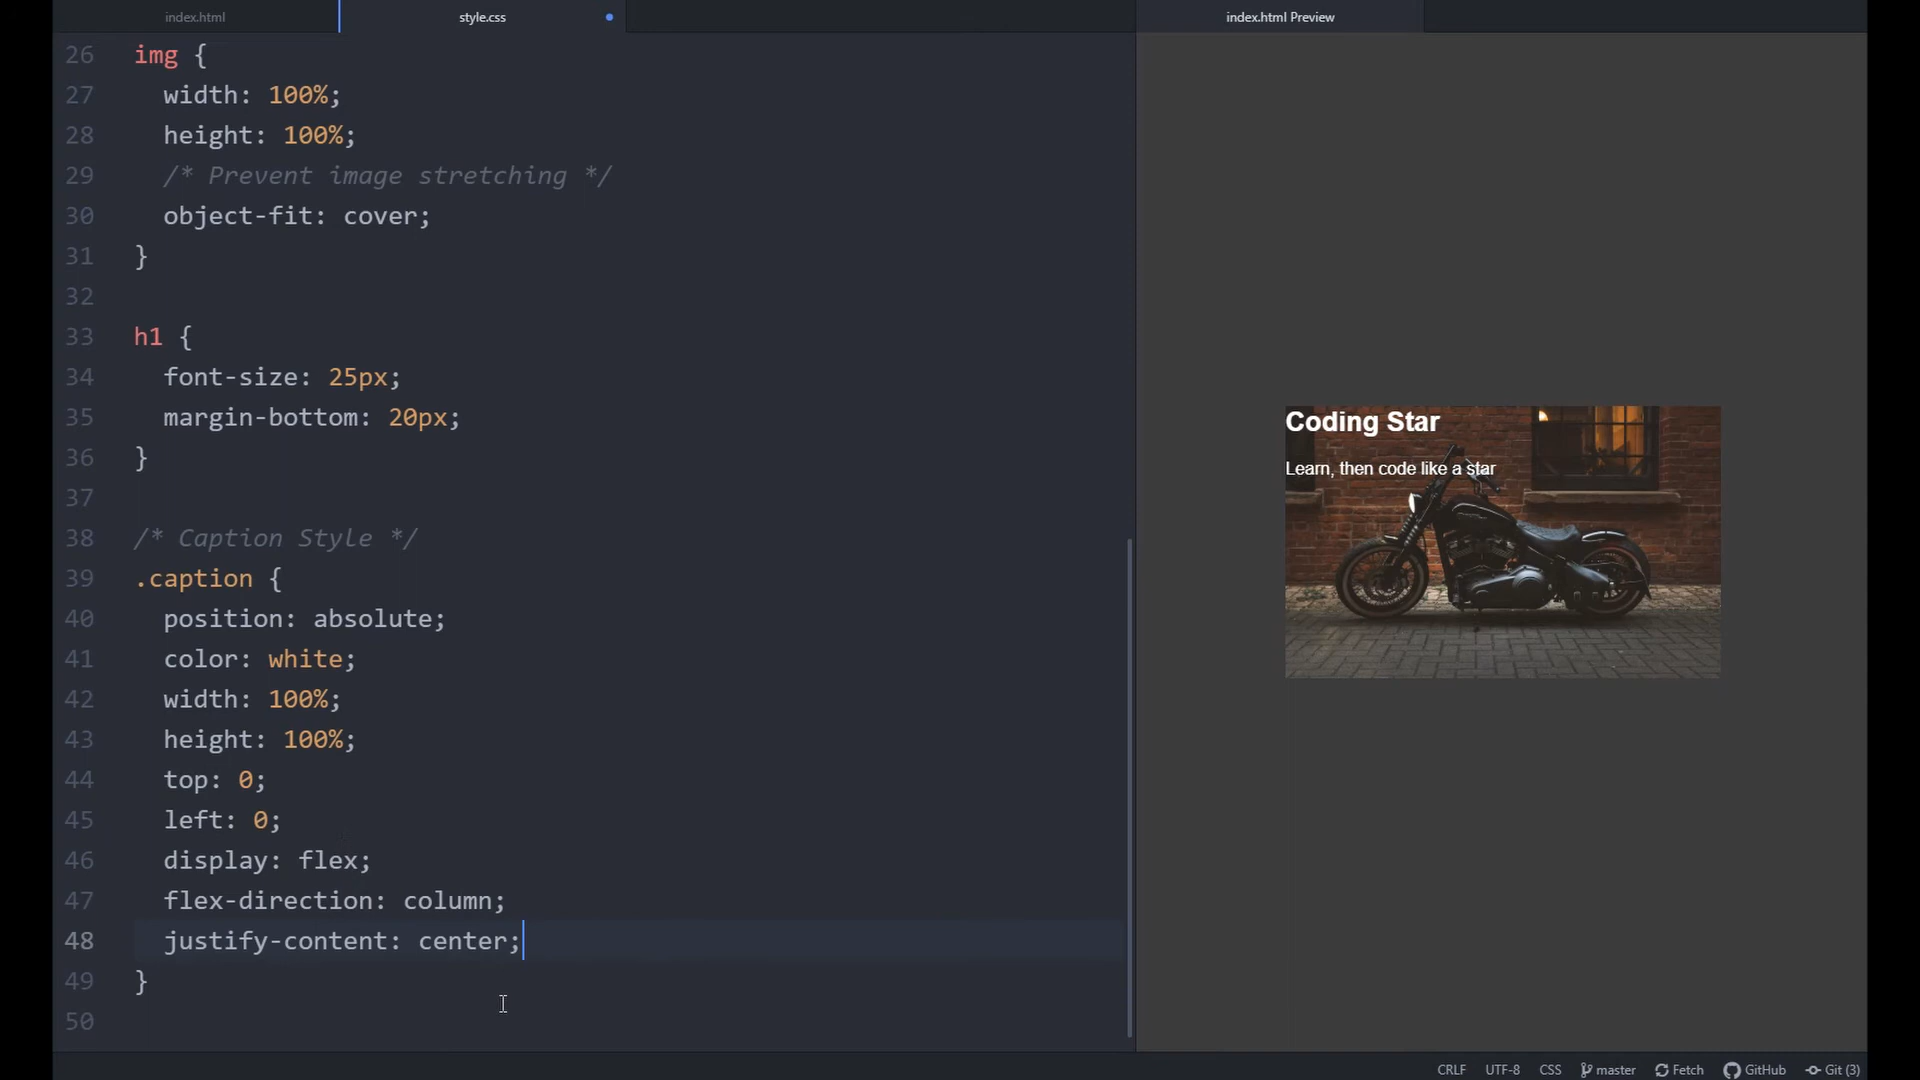 index.html
style.css
index.html Preview
26 img {
27 width: 100%;
28 height: 100%;
29 /* Prevent image stretching */
30 object-fit: cover;
31 }
32
33 h1 {
34 font-size: 25px;
35 margin-bottom: 20px;
36 }
37
38 /* Caption Style */
39 .caption {
40 position: absolute;
41 color: white;
42 width: 100%;
43 height: 100%;
44 top: 0;
45 left: 0;
46 display: flex;
47 flex-direction: column;
48 justify-content: center;
49 }
50
Coding Star
Learn, then code like a star
CRLF UTF-8 CSS master Fetch GitHub Git (3)